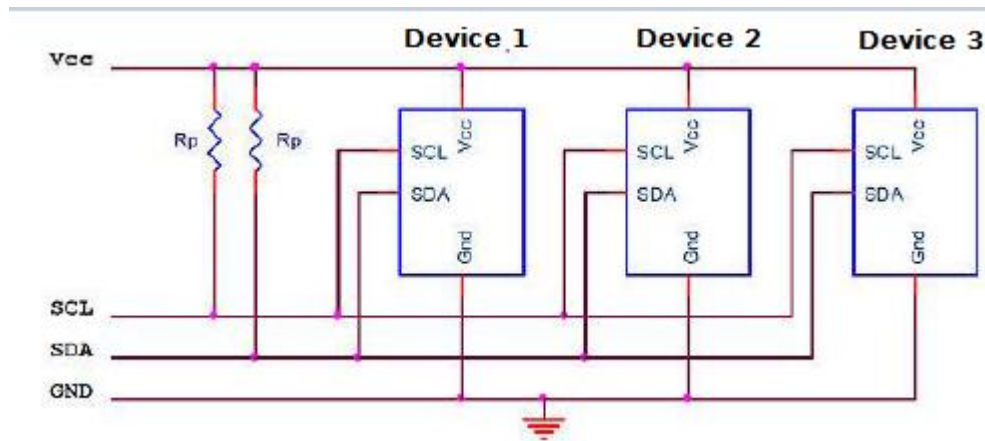 Device 1 Device 2 Device 3
Vcc
Rp Rp
SCL Vcc SCL Vcc SCL Vcc
SDA SDA SDA
Gnd Gnd Gnd
SCL
SDA
GND